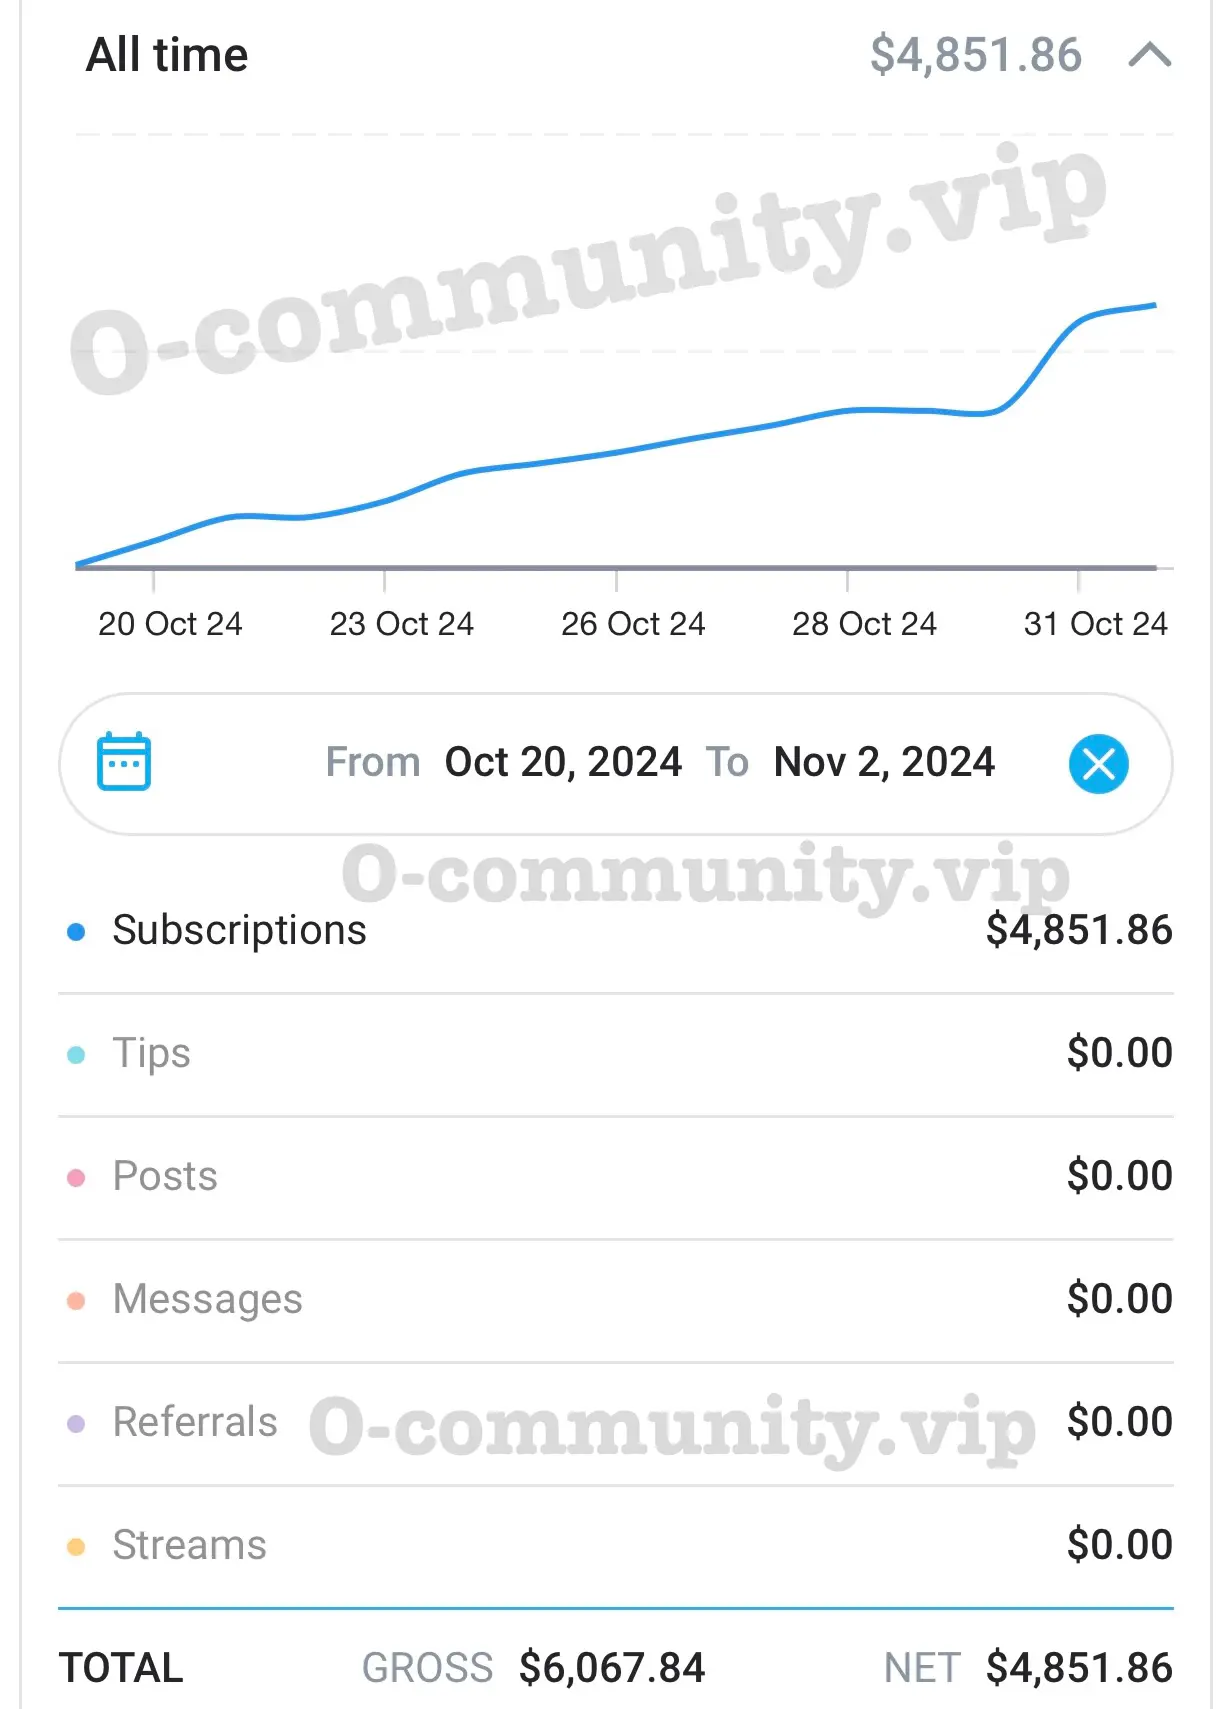 All time $4,851.86
O-community.vip
20 Oct 24 23 Oct 24 26 Oct 24 28 Oct 24 31 Oct 24
From Oct 20, 2024 To Nov 2, 2024
O-community.vip
Subscriptions $4,851.86
Tips $0.00
Posts $0.00
Messages $0.00
Referrals O-community.vip $0.00
Streams $0.00
TOTAL GROSS $6,067.84 NET $4,851.86